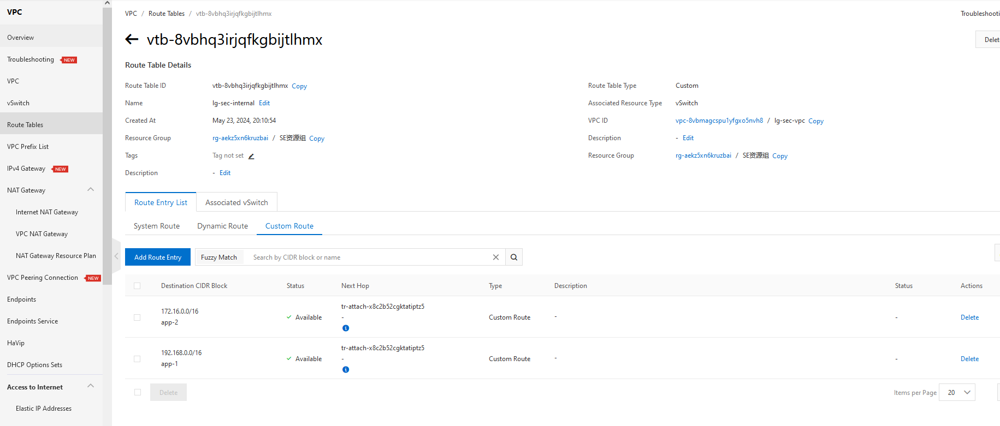 VPC
Overview
Troubleshooting NEW
VPC
vSwitch
Route Tables
VPC Prefix List
IPv4 Gateway NEW
NAT Gateway
Internet NAT Gateway
VPC NAT Gateway
NAT Gateway Resource Plan
VPC Peering Connection NEW
Endpoints
Endpoints Service
HaVip
DHCP Options Sets
Access to Internet
Elastic IP Addresses
VPC / Route Tables / vtb-8vbhq3irjqfkgbijtlhmx
Troubleshooti
vtb-8vbhq3irjqfkgbijtlhmx
Delet
Route Table Details
Route Table ID vtb-8vbhq3irjqfkgbijtlhmx Copy
Route Table Type Custom
Name lg-sec-internal Edit
Associated Resource Type vSwitch
Created At May 23, 2024, 20:10:54
VPC ID vpc-8vbmagcspu1yfgxo5nvh8 / lg-sec-vpc Copy
Resource Group rg-aekz5xn6kruzbai / SE资源组 Copy
Description - Edit
Tags Tag not set
Resource Group rg-aekz5xn6kruzbai / SE资源组 Copy
Description - Edit
Route Entry List Associated vSwitch
System Route Dynamic Route Custom Route
Add Route Entry Fuzzy Match Search by CIDR block or name
Destination CIDR Block Status Next Hop Type Description Status Actions
172.16.0.0/16
app-2
Available
tr-attach-x8c2b52cgktatiptz5
-
Custom Route - - Delete
192.168.0.0/16
app-1
Available
tr-attach-x8c2b52cgktatiptz5
-
Custom Route - - Delete
Delete
Items per Page 20